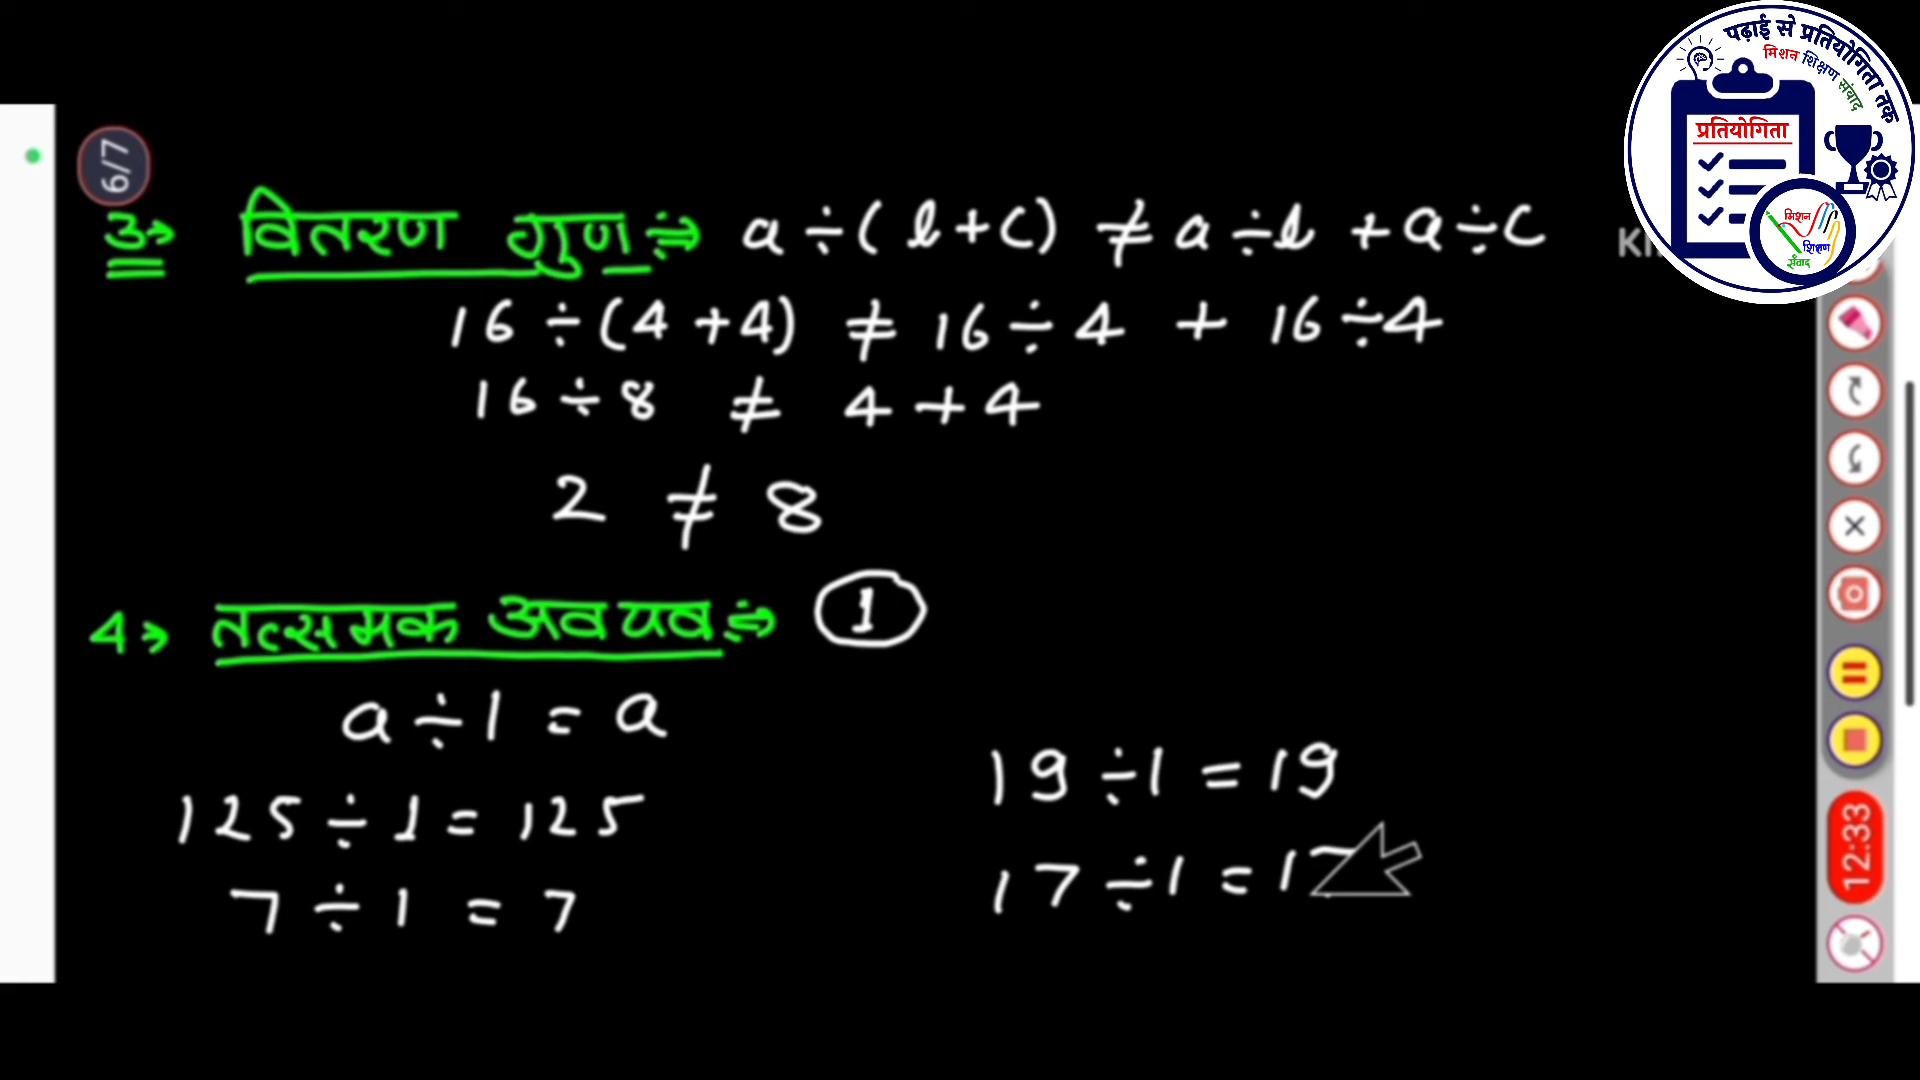 पढ़ाई से प्रतियोगिता तक
मिशन शिक्षण संवाद
प्रतियोगिता
मिशन
शिक्षण
संवाद
6/7
3→ वितरण गुण ÷⇒ a ÷ ( b + c ) ≠ a ÷ b + a ÷ c
16 ÷ (4 + 4) ≠ 16 ÷ 4 + 16 ÷ 4
16 ÷ 8 ≠ 4 + 4
2 ≠ 8
4→ तत्समक अवयव ÷⇒ 1
a ÷ 1 = a
125 ÷ 1 = 125
7 ÷ 1 = 7
19 ÷ 1 = 19
17 ÷ 1 = 17
12:33